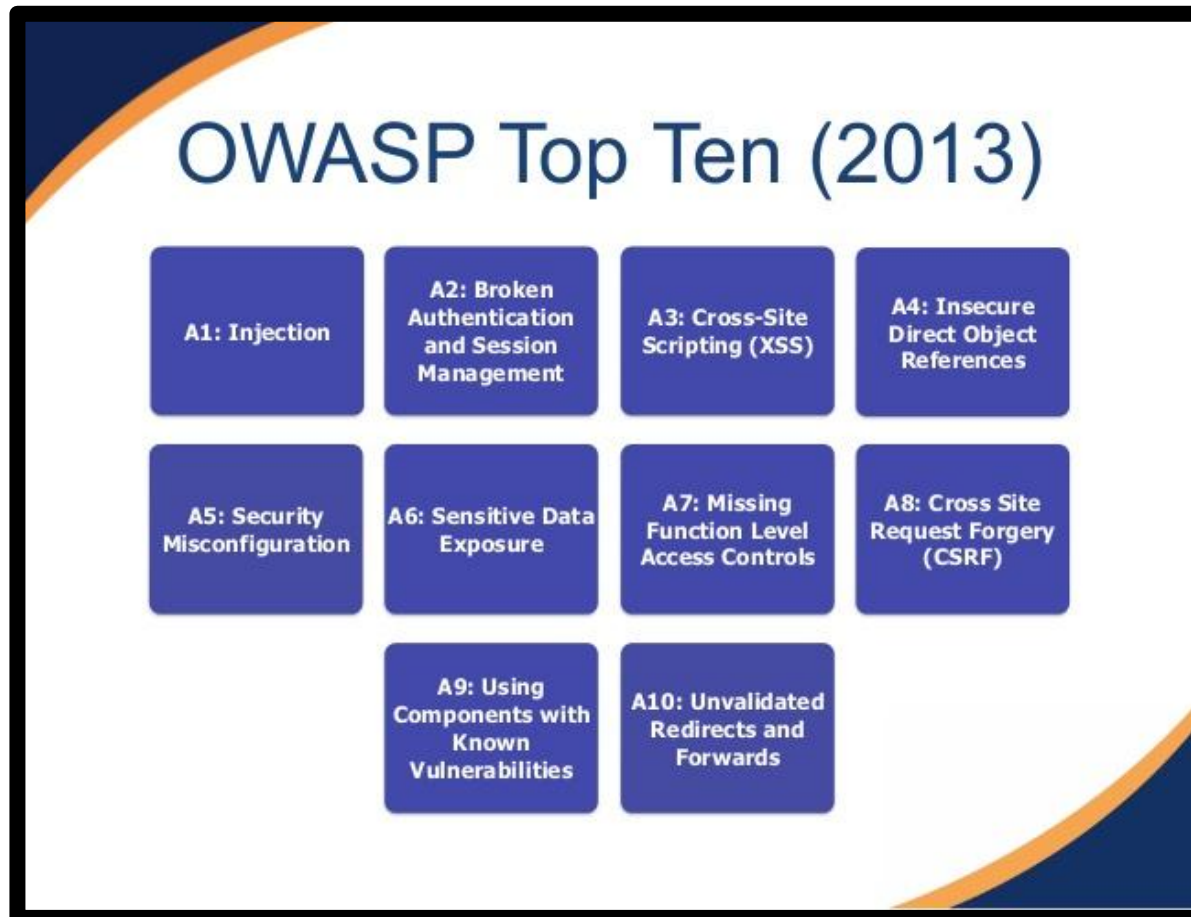 OWASP Top Ten (2013)
A1: Injection
A2: Broken
Authentication
and Session
Management
A3: Cross-Site
Scripting (XSS)
A4: Insecure
Direct Object
References
A5: Security
Misconfiguration
A6: Sensitive Data
Exposure
A7: Missing
Function Level
Access Controls
A8: Cross Site
Request Forgery
(CSRF)
A9: Using
Components with
Known
Vulnerabilities
A10: Unvalidated
Redirects and
Forwards